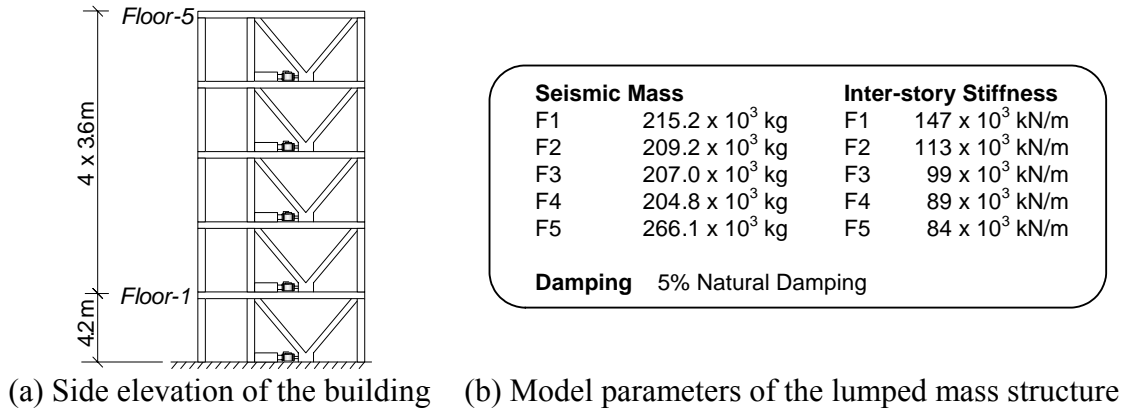 Floor-5
4 x 3.6m
Floor-1
4.2m
Seismic Mass Inter-story Stiffness
F1 215.2 x 10³ kg F1 147 x 10³ kN/m
F2 209.2 x 10³ kg F2 113 x 10³ kN/m
F3 207.0 x 10³ kg F3 99 x 10³ kN/m
F4 204.8 x 10³ kg F4 89 x 10³ kN/m
F5 266.1 x 10³ kg F5 84 x 10³ kN/m
Damping 5% Natural Damping
(a) Side elevation of the building (b) Model parameters of the lumped mass structure